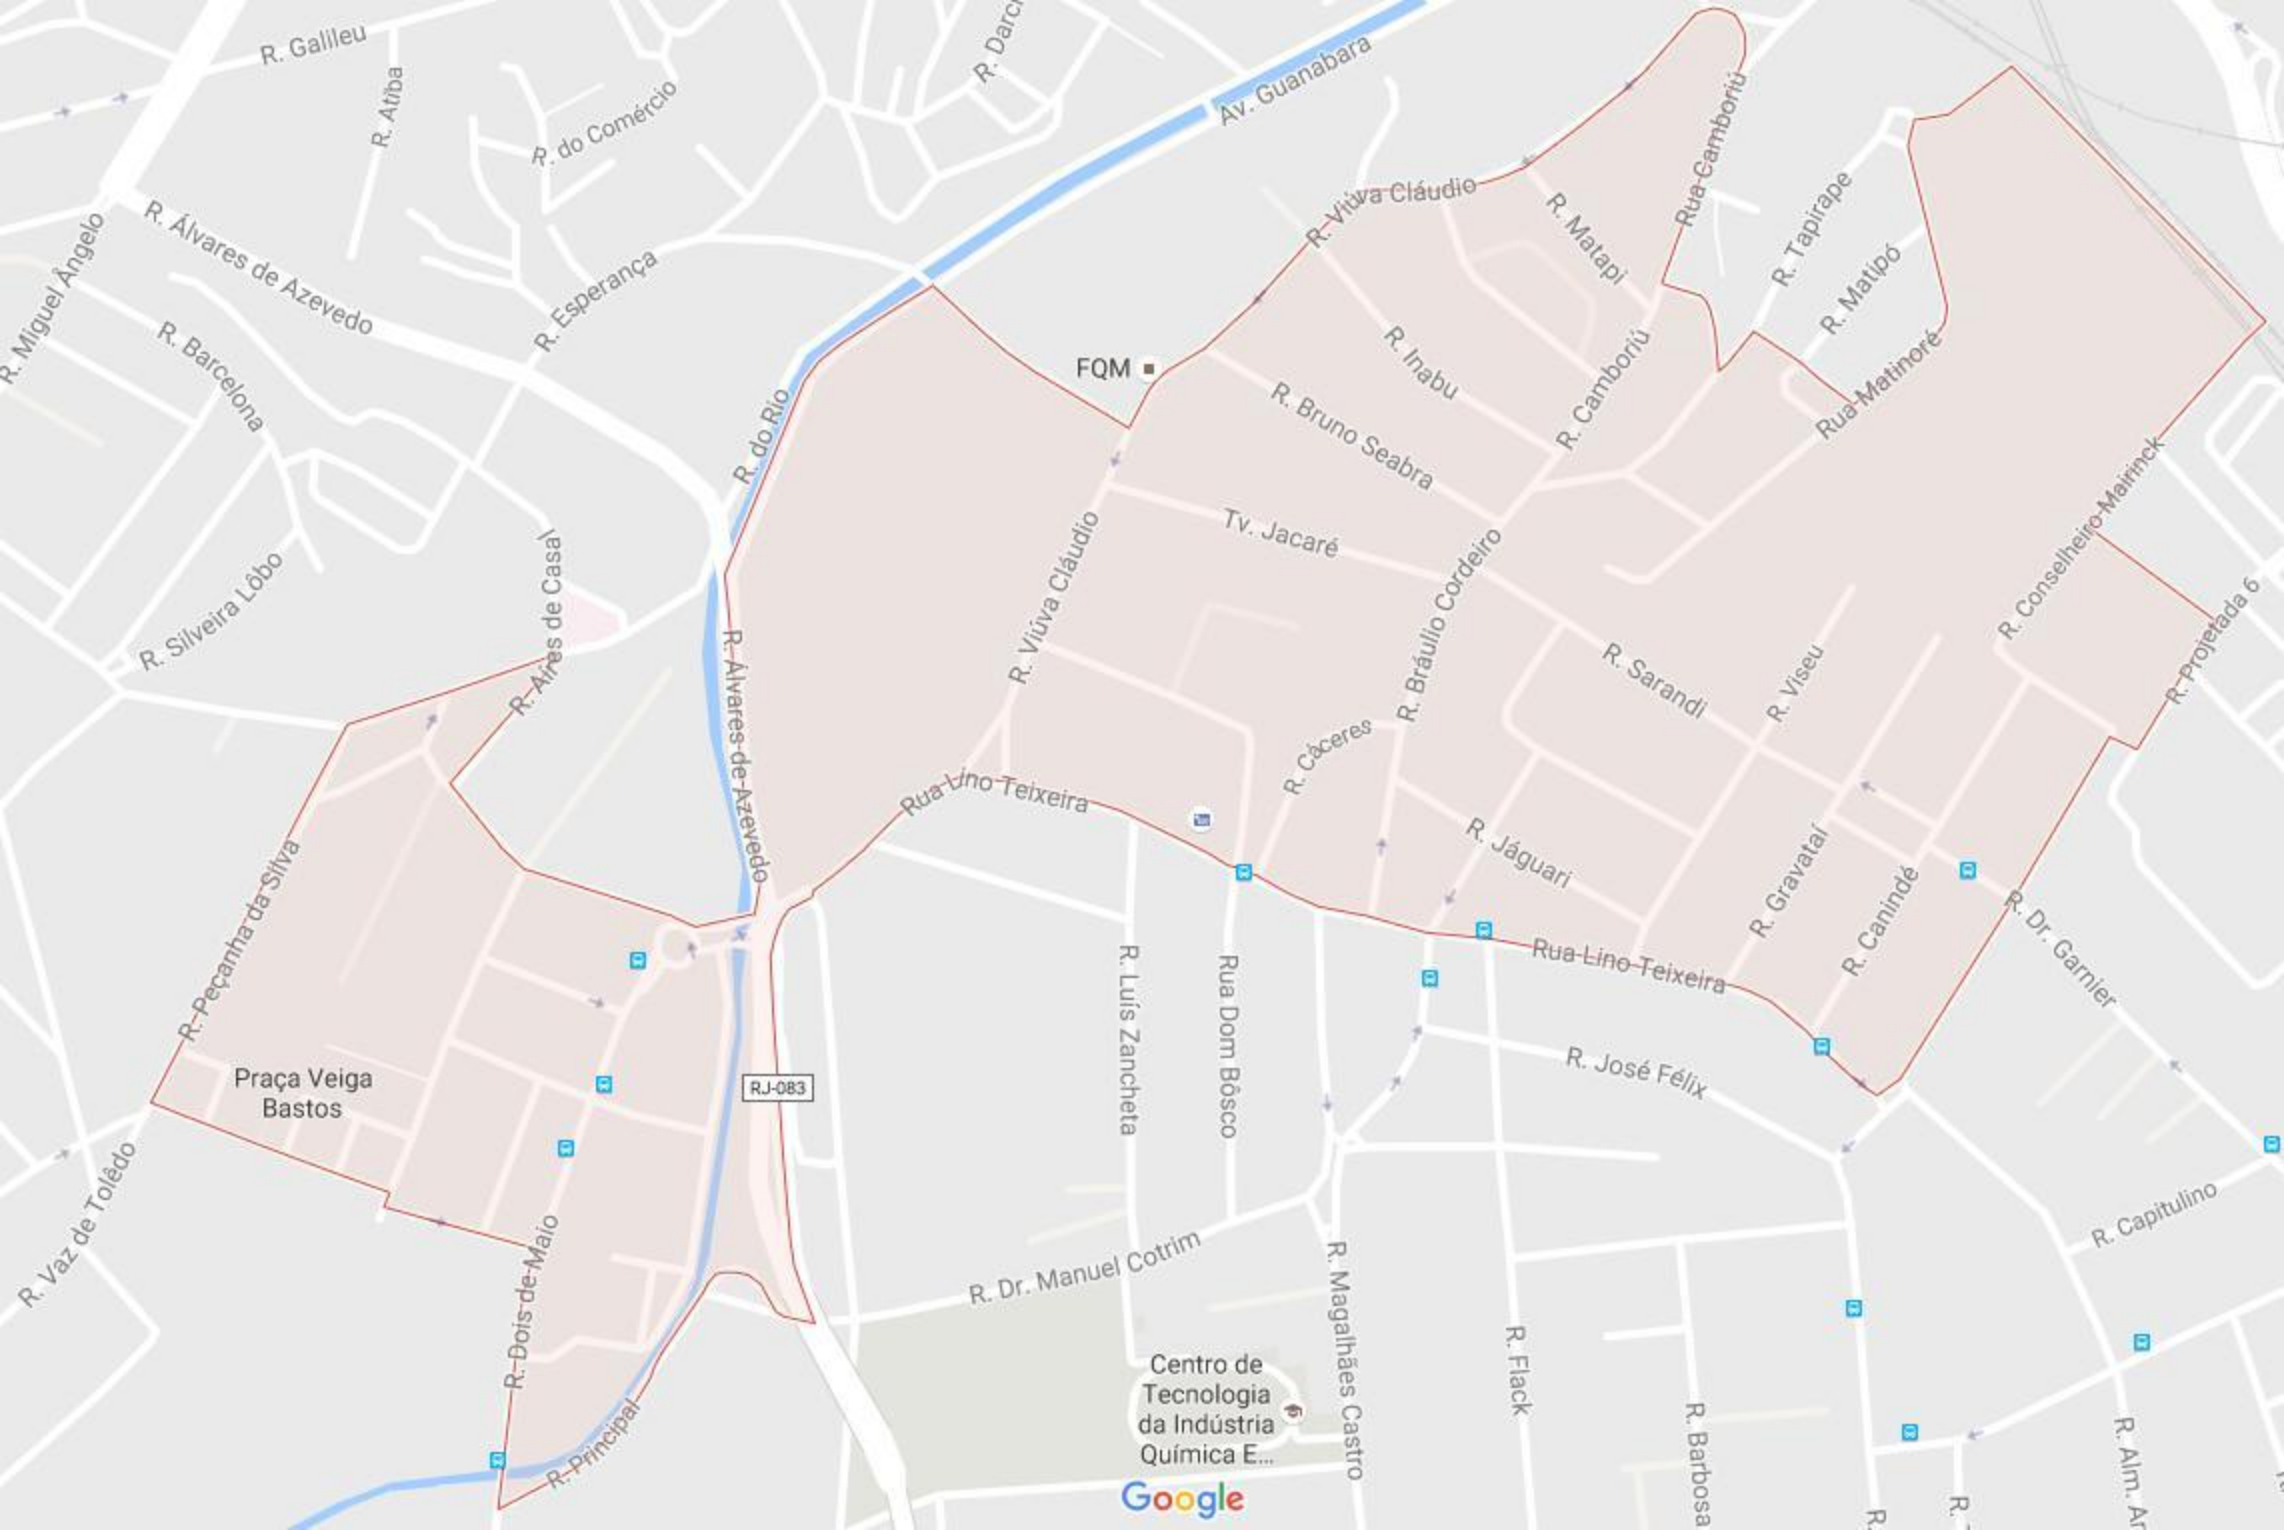 R. Galileu
R. Atiba
R. do Comércio
R. Darci
Av. Guanabara
R. Miguel Ângelo
R. Álvares de Azevedo
R. Barcelona
R. Esperança
R. do Rio
R. Silveira Lôbo
R. Aires de Casal
R. Aires
R. Álvares de Azevedo
FQM
R. Viúva Cláudio
R. Matapi
Rua Camboriú
R. Tapirape
R. Matipó
R. Inabu
R. Camboriú
Rua Matinoré
R. Bruno Seabra
Tv. Jacaré
R. Viúva Cláudio
R. Bráulio Cordeiro
R. Conselheiro Mairinck
R. Projetada 6
R. Sarandi
R. Viseu
R. Cáceres
Rua Lino Teixeira
R. Jáguari
R. Gravataí
R. Canindé
R. Dr. Garnier
Rua Lino Teixeira
R. Peçanha da Silva
Praça Veiga
Bastos
RJ-083
R. Luís Zancheta
Rua Dom Bôsco
R. José Félix
R. Vaz de Tolêdo
R. Dois de Maio
R. Dr. Manuel Cotrim
R. Magalhães Castro
R. Capitulino
R. Flack
R. Barbosa
R. Principal
Centro de
Tecnologia
da Indústria
Química E...
Google
R. Alm. Ar
R.
R.